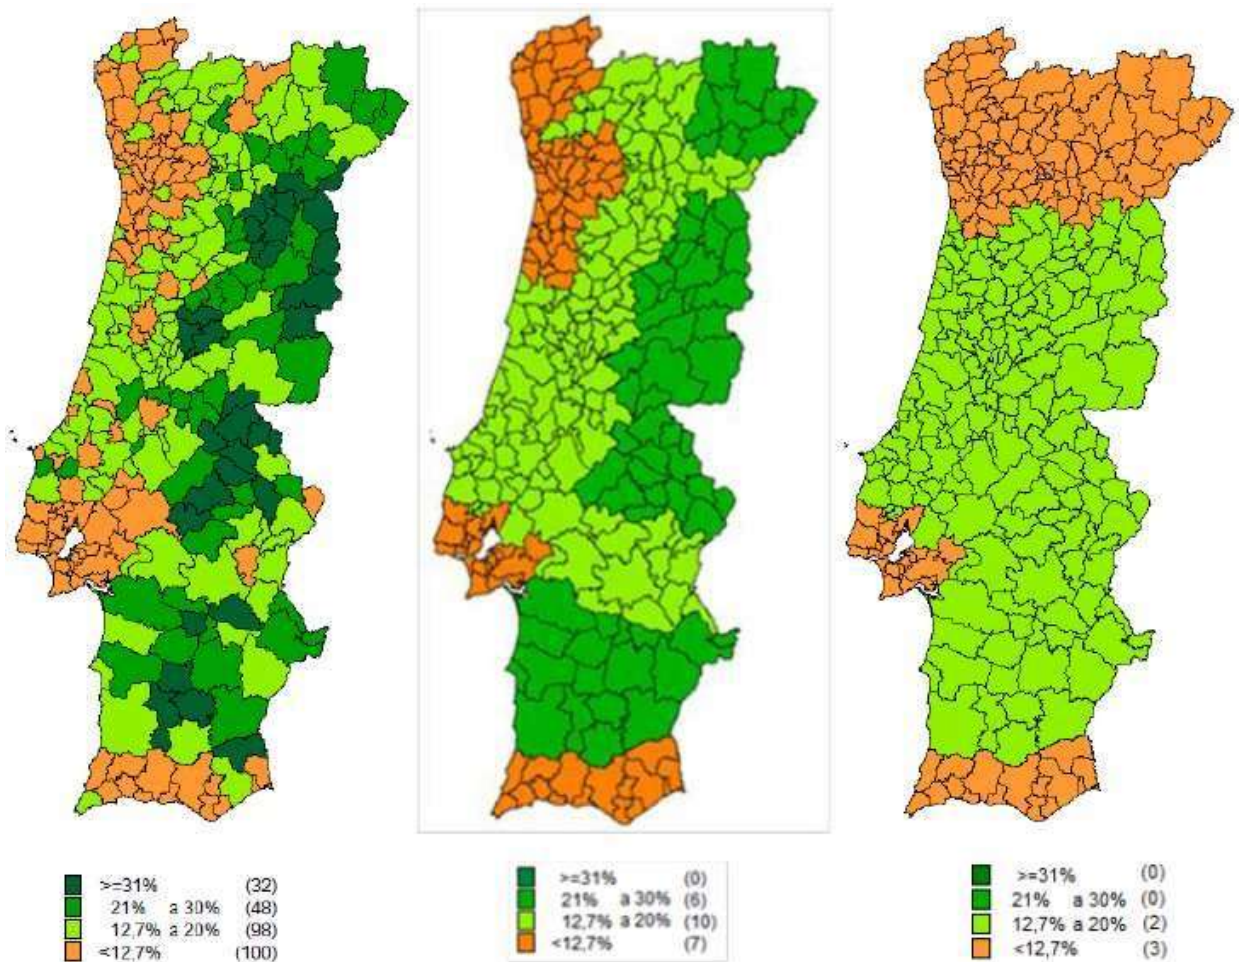 >=31% (32)
21% a 30% (48)
12,7% a 20% (98)
<12,7% (100)
>=31% (0)
21% a 30% (6)
12,7% a 20% (10)
<12,7% (7)
>=31% (0)
21% a 30% (0)
12,7% a 20% (2)
<12,7% (3)